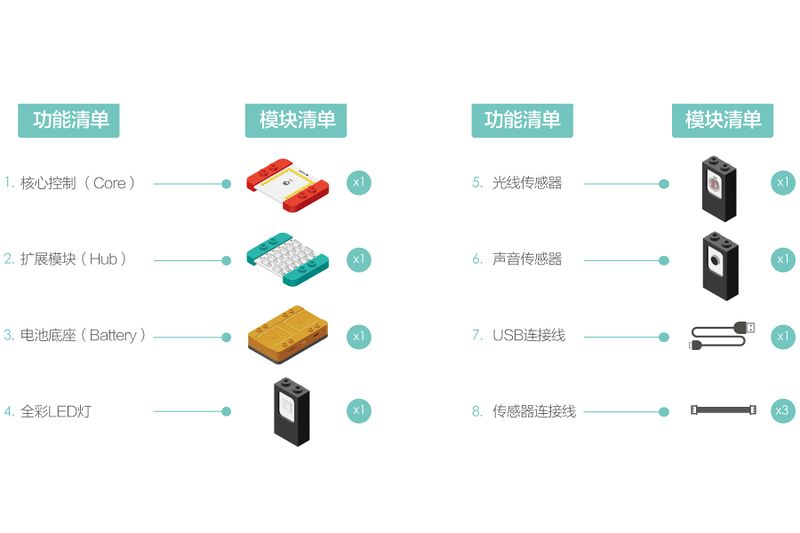 功能清单
模块清单
1. 核心控制（Core）
x1
2. 扩展模块（Hub）
x1
3. 电池底座（Battery）
x1
4. 全彩LED灯
x1
功能清单
模块清单
5. 光线传感器
x1
6. 声音传感器
x1
7. USB连接线
x1
8. 传感器连接线
x3